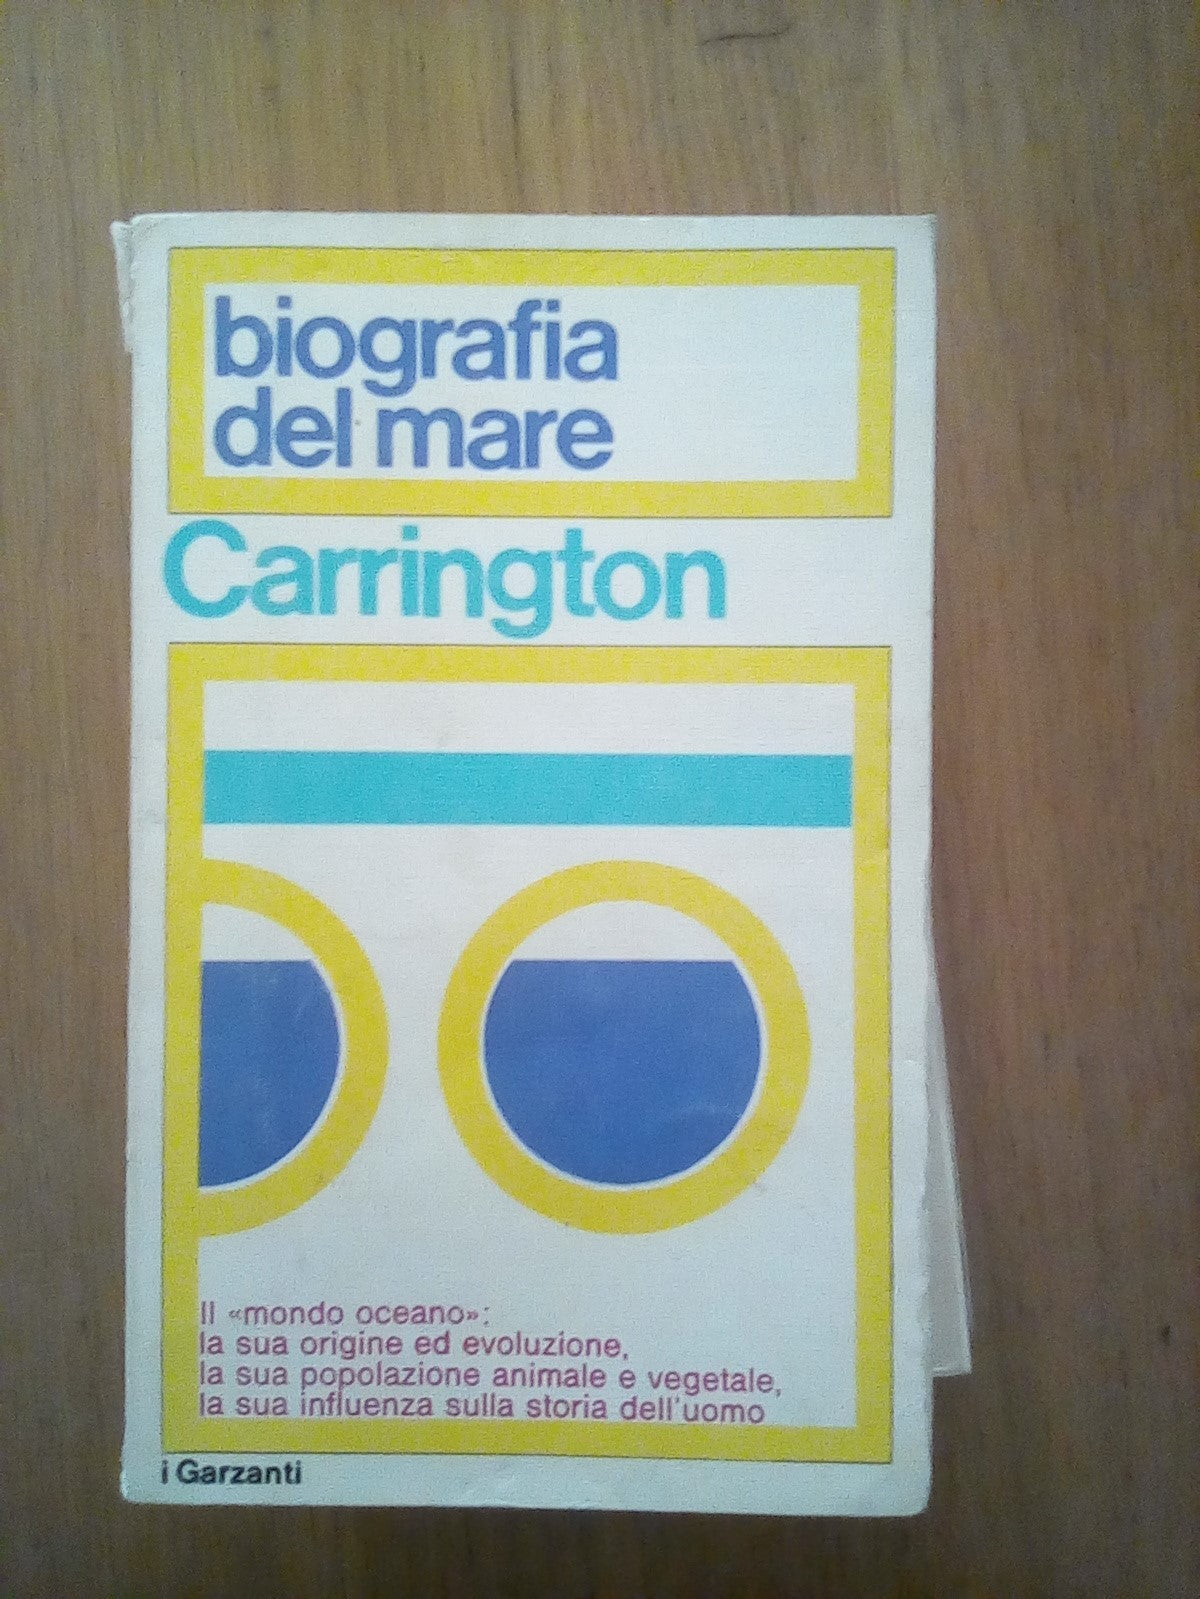 biografia
del mare
Carrington
Il «mondo oceano»:
la sua origine ed evoluzione,
la sua popolazione animale e vegetale,
la sua influenza sulla storia dell'uomo
i Garzanti